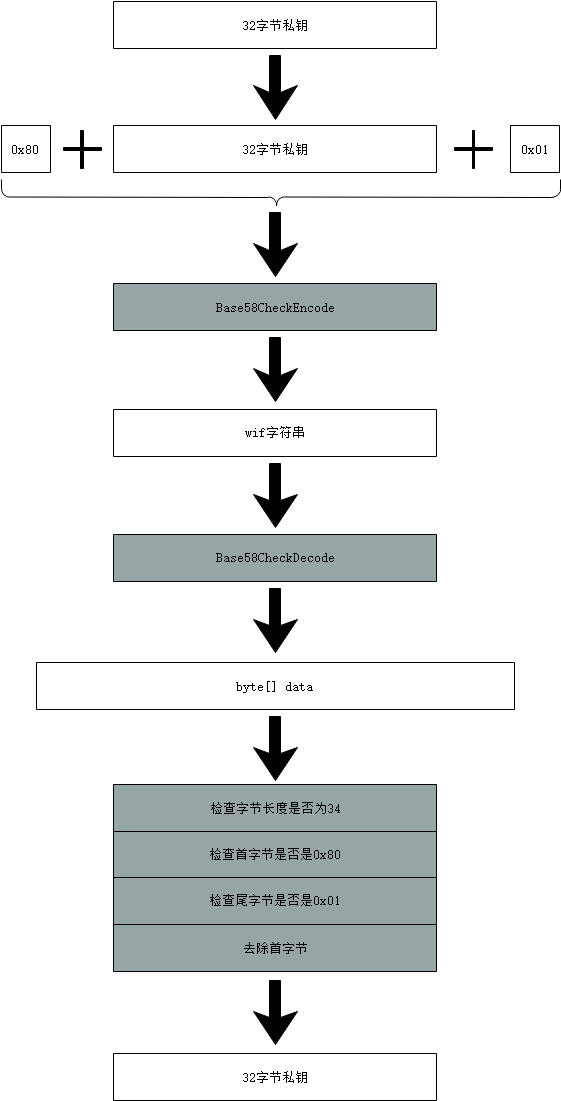 32字节私钥
0x80
32字节私钥
0x01
Base58CheckEncode
wif字符串
Base58CheckDecode
byte[] data
检查字节长度是否为34
检查首字节是否是0x80
检查尾字节是否是0x01
去除首字节
32字节私钥